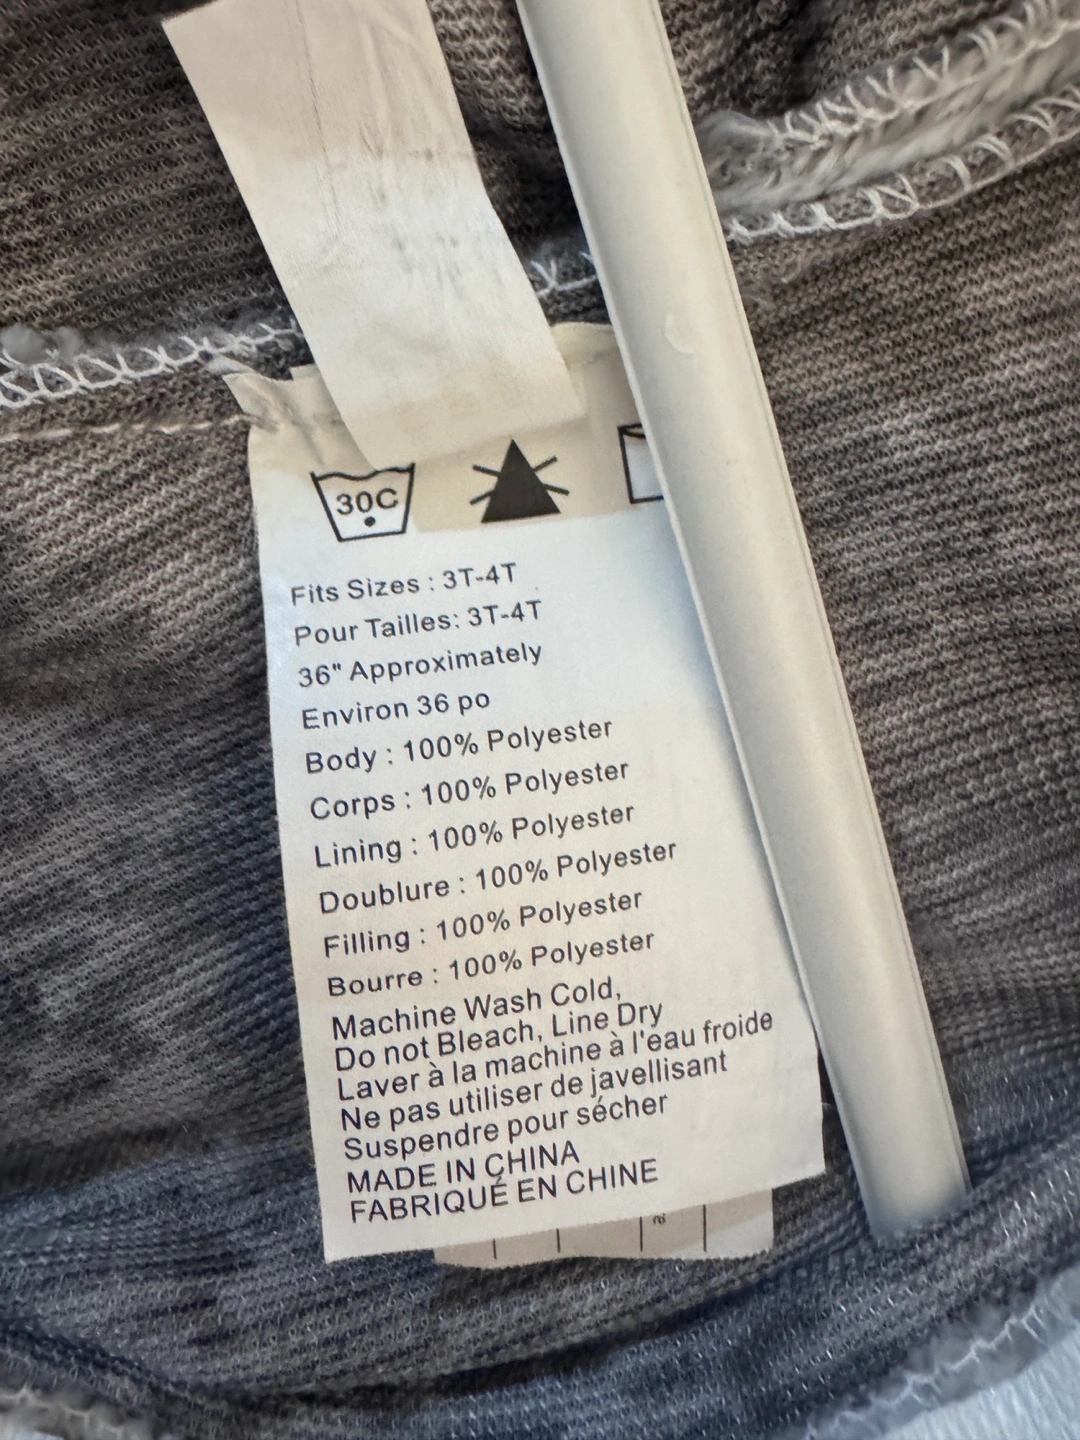 30C
Fits Sizes : 3T-4T
Pour Tailles: 3T-4T
36" Approximately
Environ 36 po
Body : 100% Polyester
Corps : 100% Polyester
Lining : 100% Polyester
Doublure : 100% Polyester
Filling : 100% Polyester
Bourre : 100% Polyester
Machine Wash Cold,
Do not Bleach, Line Dry
Laver à la machine à l'eau froide
Ne pas utiliser de javellisant
Suspendre pour sécher
MADE IN CHINA
FABRIQUÉ EN CHINE